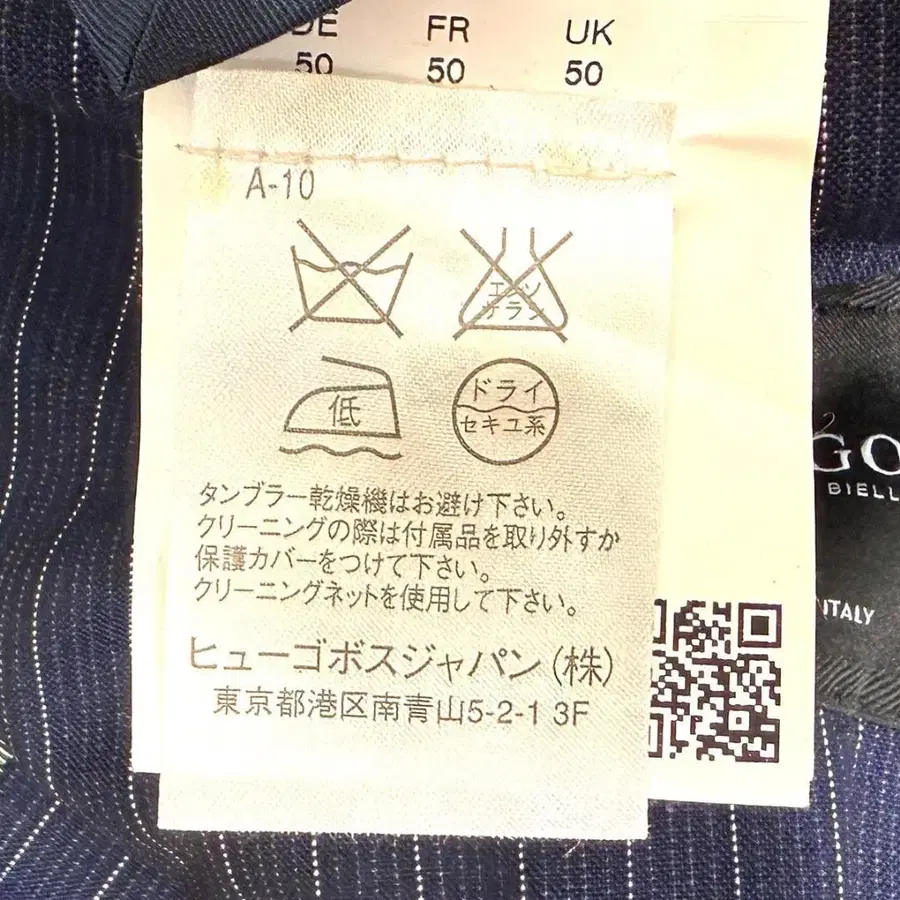 DE FR UK
50 50 50
A-10
エンソ
サラシ
低
ドライ
セキユ系
タンブラー乾燥機はお避け下さい。
クリーニングの際は付属品を取り外すか
保護カバーをつけて下さい。
クリーニングネットを使用して下さい。
ヒューゴボスジャパン(株)
東京都港区南青山5-2-1 3F
GO
BIELL
ITALY